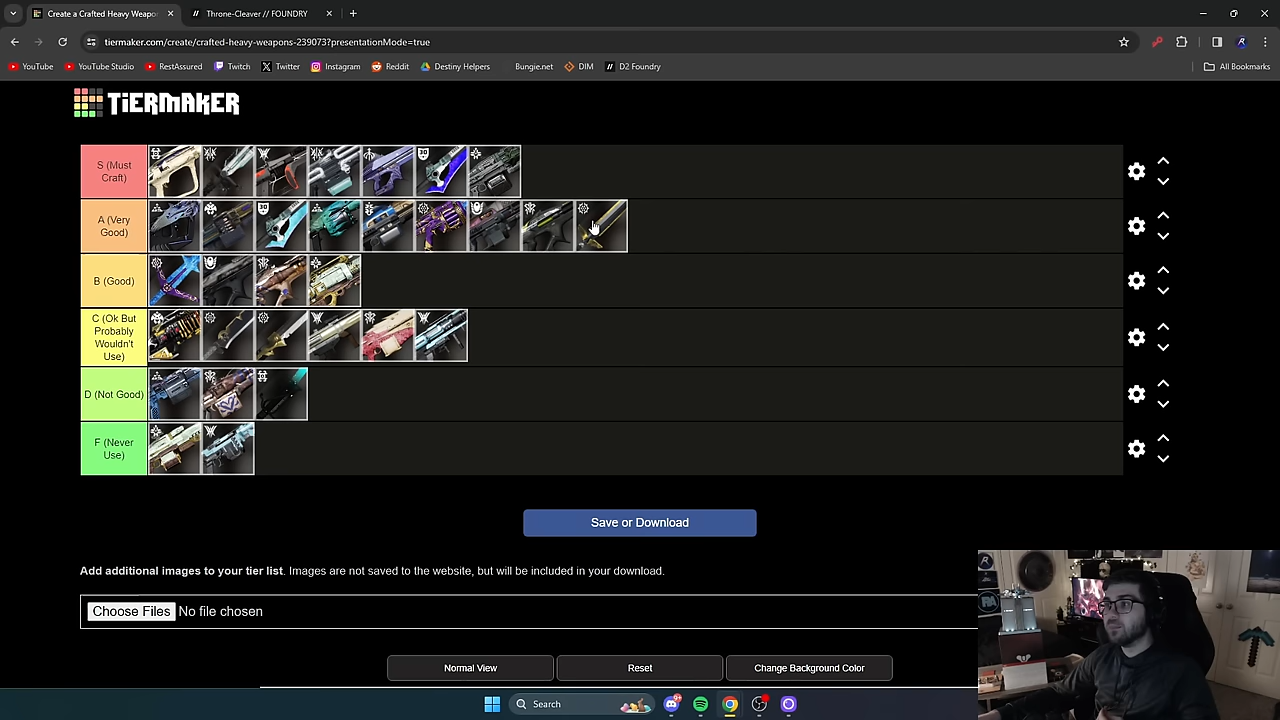 Create a Crafted Heavy Weapon
Throne-Cleaver // FOUNDRY
tiermaker.com/create/crafted-heavy-weapons-239073?presentationMode=true
YouTube
YouTube Studio
RestAssured
Twitch
Twitter
Instagram
Reddit
Destiny Helpers
Bungie.net
DIM
D2 Foundry
All Bookmarks
TiERMAKER
S (Must
Craft)
30
A (Very
Good)
30
B (Good)
C (Ok But
Probably
Wouldn't
Use)
D (Not Good)
F (Never
Use)
Save or Download
Add additional images to your tier list. Images are not saved to the website, but will be included in your download.
Choose Files No file chosen
Normal View
Reset
Change Background Color
Search